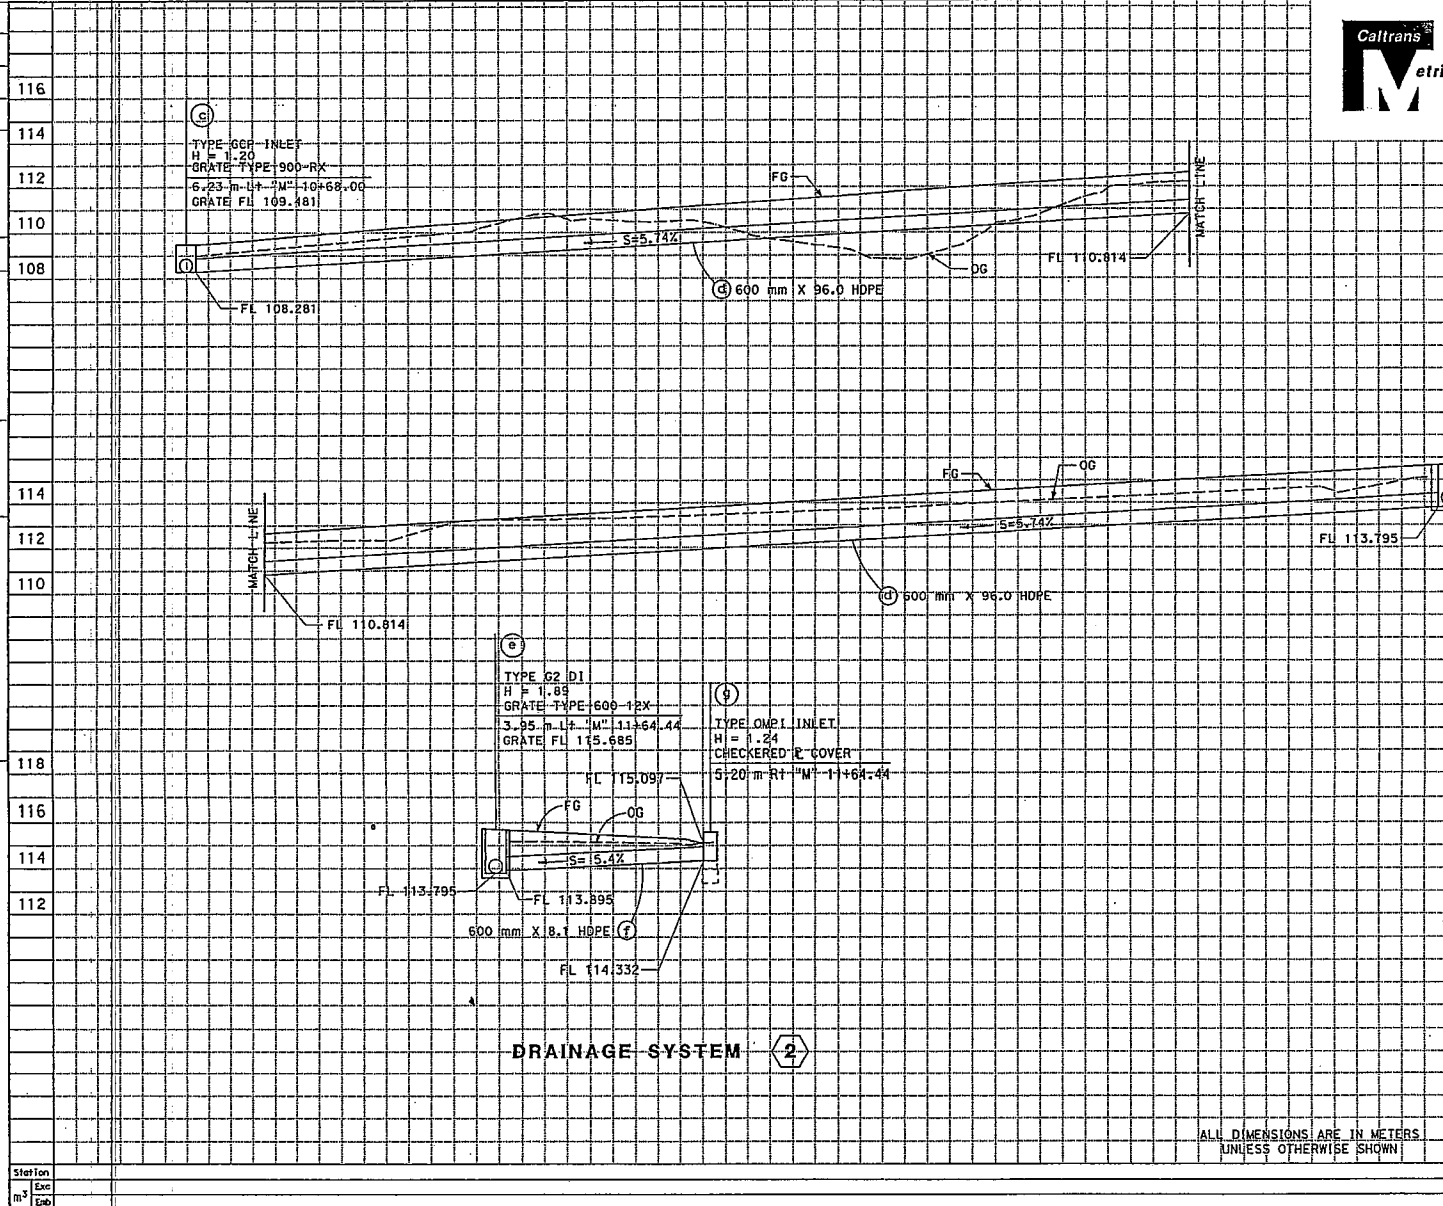 Caltrans
Metri
116
114
112
110
108
c
TYPE GCP INLET
H = 1.20
GRATE TYPE 900-RX
6.23 m Lt "M" 10+68.00
GRATE FL 109.481
FG
MATCH LINE
S=5.74%
OG
FL 110.814
d 600 mm X 96.0 HDPE
FL 108.281
114
112
110
FG
OG
MATCH LINE
S=5.74%
FL 113.795
d 600 mm X 96.0 HDPE
FL 110.814
e
TYPE G2 DI
H = 1.89
GRATE TYPE 600-12X
3.95 m Lt "M" 11+64.44
GRATE FL 115.685
g
TYPE OMPI INLET
H = 1.24
CHECKERED PL COVER
5.20 m Rt "M" 11+64.44
118
116
114
112
FL 115.097
FG
OG
S= 5.4%
FL 113.795
FL 113.895
600 mm X 8.1 HDPE f
FL 114.332
DRAINAGE SYSTEM 2
ALL DIMENSIONS ARE IN METERS
UNLESS OTHERWISE SHOWN
Station
m³ Exc
Emb